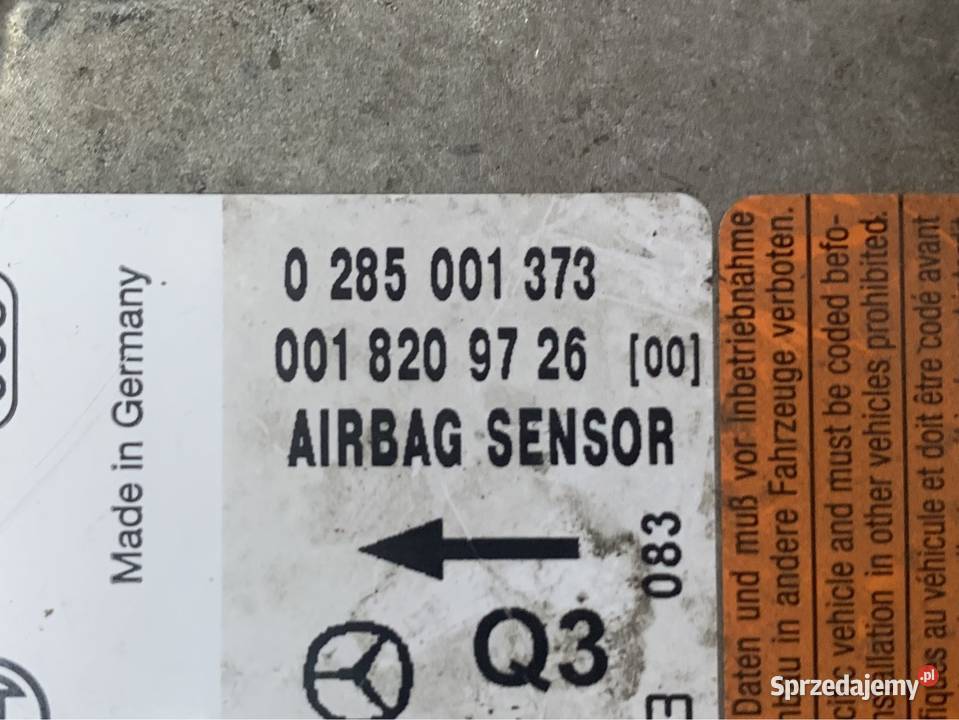 0 285 001 373
001 820 97 26 [00]
AIRBAG SENSOR
083
Q3
Made in Germany
Daten und muß vor Inbetriebnahme
in andere Fahrzeuge verboten.
vehicle and must be coded befo-
in other vehicles prohibited.
au véhicule et doit être codé avant
Sprzedajemy.pl